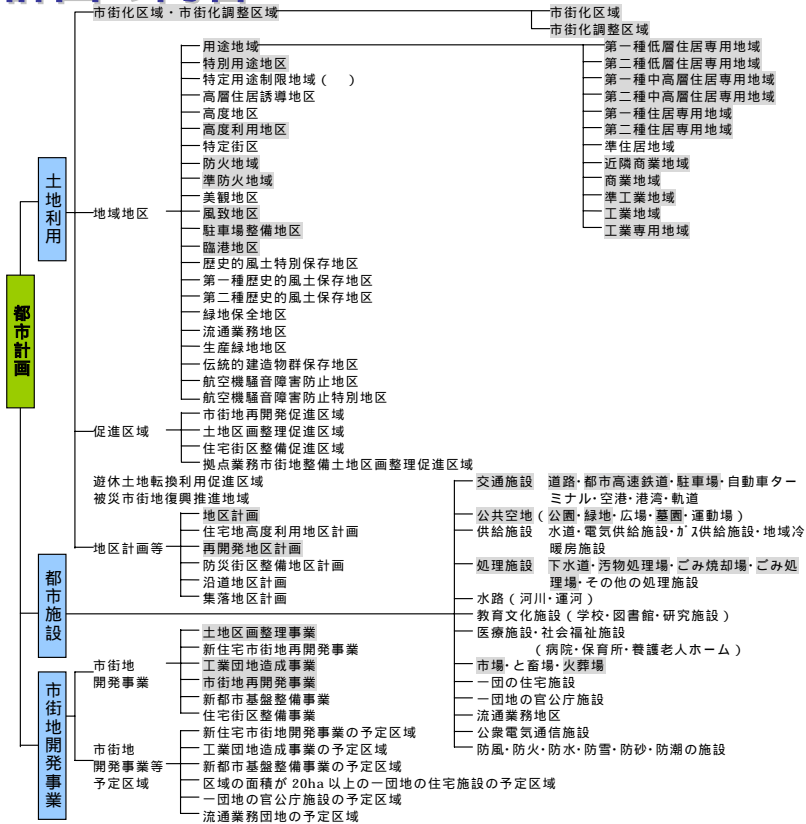 市街化区域・市街化調整区域
市街化区域
市街化調整区域
都市計画
土地利用
地域地区
用途地域
特別用途地区
特定用途制限地域(　)
高層住居誘導地区
高度地区
高度利用地区
特定街区
防火地域
準防火地域
美観地区
風致地区
駐車場整備地区
臨港地区
歴史的風土特別保存地区
第一種歴史的風土保存地区
第二種歴史的風土保存地区
緑地保全地区
流通業務地区
生産緑地地区
伝統的建造物群保存地区
航空機騒音障害防止地区
航空機騒音障害防止特別地区
第一種低層住居専用地域
第二種低層住居専用地域
第一種中高層住居専用地域
第二種中高層住居専用地域
第一種住居専用地域
第二種住居専用地域
準住居地域
近隣商業地域
商業地域
準工業地域
工業地域
工業専用地域
促進区域
市街地再開発促進区域
土地区画整理促進区域
住宅街区整備促進区域
拠点業務市街地整備土地区画整理促進区域
遊休土地転換利用促進区域
被災市街地復興推進地域
地区計画等
地区計画
住宅地高度利用地区計画
再開発地区計画
防災街区整備地区計画
沿道地区計画
集落地区計画
都市施設
交通施設　道路・都市高速鉄道・駐車場・自動車ター
ミナル・空港・港湾・軌道
公共空地(公園・緑地・広場・墓園・運動場)
供給施設　水道・電気供給施設・ガス供給施設・地域冷
暖房施設
処理施設　下水道・汚物処理場・ごみ焼却場・ごみ処
理場・その他の処理施設
水路(河川・運河)
教育文化施設(学校・図書館・研究施設)
医療施設・社会福祉施設
(病院・保育所・養護老人ホーム)
市場・と畜場・火葬場
一団の住宅施設
一団地の官公庁施設
流通業務地区
公衆電気通信施設
防風・防火・防水・防雪・防砂・防潮の施設
市街地開発事業
市街地
開発事業
土地区画整理事業
新住宅市街地再開発事業
工業団地造成事業
市街地再開発事業
新都市基盤整備事業
住宅街区整備事業
市街地
開発事業等
予定区域
新住宅市街地開発事業の予定区域
工業団地造成事業の予定区域
新都市基盤整備事業の予定区域
区域の面積が 20ha 以上の一団地の住宅施設の予定区域
一団地の官公庁施設の予定区域
流通業務団地の予定区域